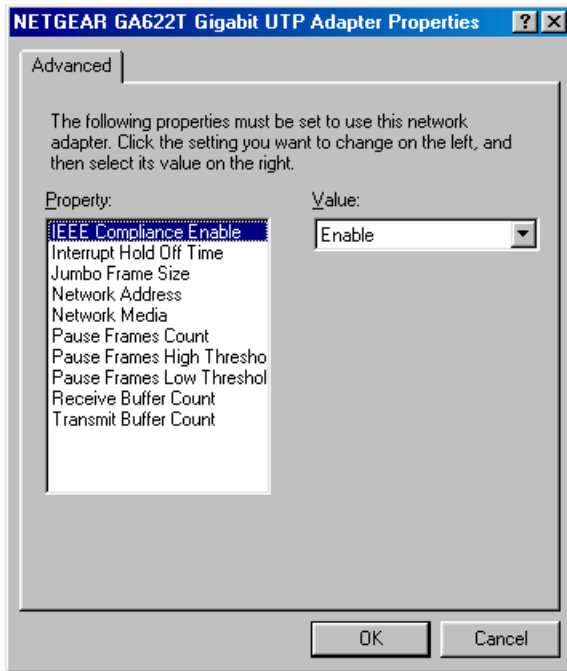 NETGEAR GA622T Gigabit UTP Adapter Properties
Advanced
The following properties must be set to use this network
adapter. Click the setting you want to change on the left, and
then select its value on the right.
Property:
IEEE Compliance Enable
Interrupt Hold Off Time
Jumbo Frame Size
Network Address
Network Media
Pause Frames Count
Pause Frames High Thresho
Pause Frames Low Threshol
Receive Buffer Count
Transmit Buffer Count
Value:
Enable
OK
Cancel